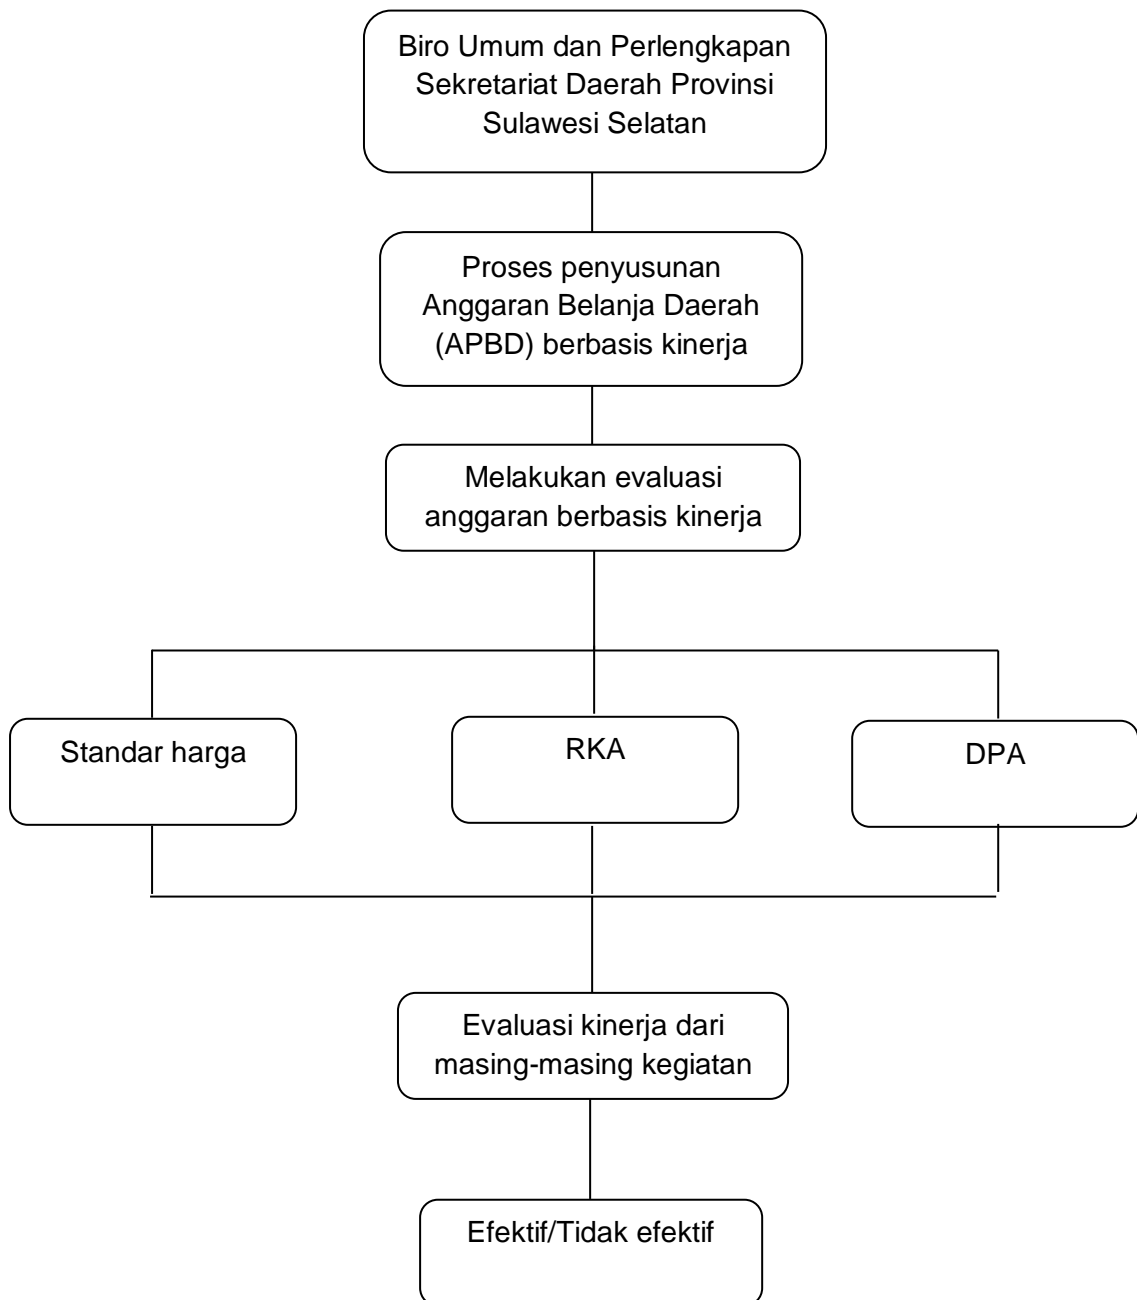 Biro Umum dan Perlengkapan
Sekretariat Daerah Provinsi
Sulawesi Selatan
Proses penyusunan
Anggaran Belanja Daerah
(APBD) berbasis kinerja
Melakukan evaluasi
anggaran berbasis kinerja
Standar harga
RKA
DPA
Evaluasi kinerja dari
masing-masing kegiatan
Efektif/Tidak efektif